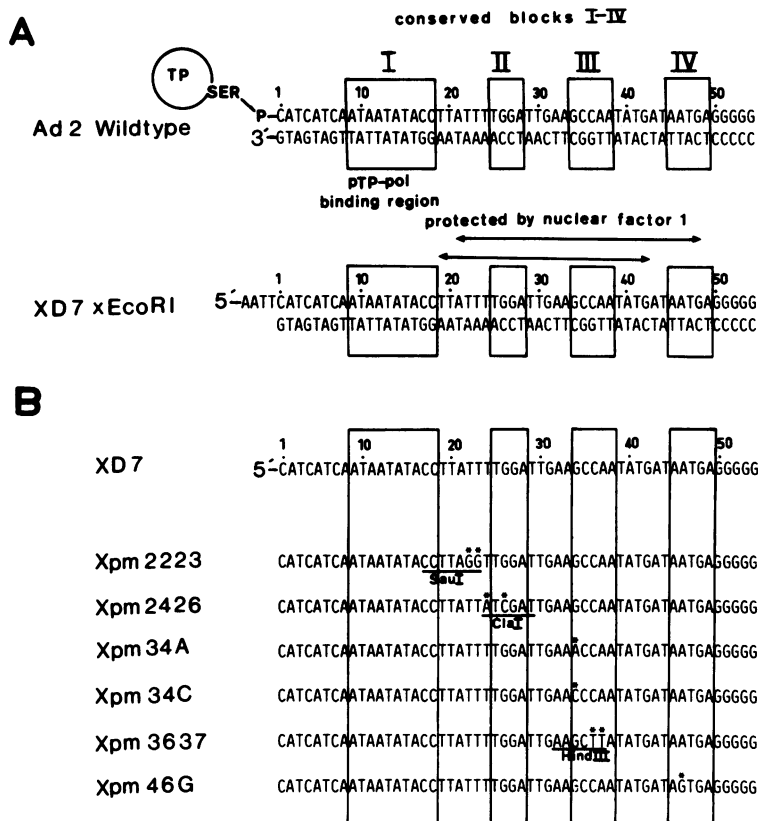 A
conserved blocks I-IV
TP
SER
I II III IV
1 10 20 30 40 50
Ad 2 Wildtype
P-CATCATCAATAATATACCTTATTTTGGATTGAAGCCAATATGATAATGAGGGGG
3´-GTAGTAGTTATTATATGGAATAAAACCTAACTTCGGTTATACTATTACTCCCCC
pTP-pol
binding region
protected by nuclear factor 1
1 10 20 30 40 50
XD7 xEcoRI
5´-AATTCATCATCAATAATATACCTTATTTTGGATTGAAGCCAATATGATAATGAGGGGG
GTAGTAGTTATTATATGGAATAAAACCTAACTTCGGTTATACTATTACTCCCCC
B
1 10 20 30 40 50
XD7 5´-CATCATCAATAATATACCTTATTTTGGATTGAAGCCAATATGATAATGAGGGGG
**
Xpm 2223 CATCATCAATAATATACCTTAGGTTGGATTGAAGCCAATATGATAATGAGGGGG
SauI
* *
Xpm 2426 CATCATCAATAATATACCTTATTATCGATTGAAGCCAATATGATAATGAGGGGG
ClaI
*
Xpm 34A CATCATCAATAATATACCTTATTTTGGATTGAAACCAATATGATAATGAGGGGG
*
Xpm 34C CATCATCAATAATATACCTTATTTTGGATTGAACCCAATATGATAATGAGGGGG
**
Xpm 3637 CATCATCAATAATATACCTTATTTTGGATTGAAGCTTATATGATAATGAGGGGG
HindIII
*
Xpm 46G CATCATCAATAATATACCTTATTTTGGATTGAAGCCAATATGATAGTGAGGGGG